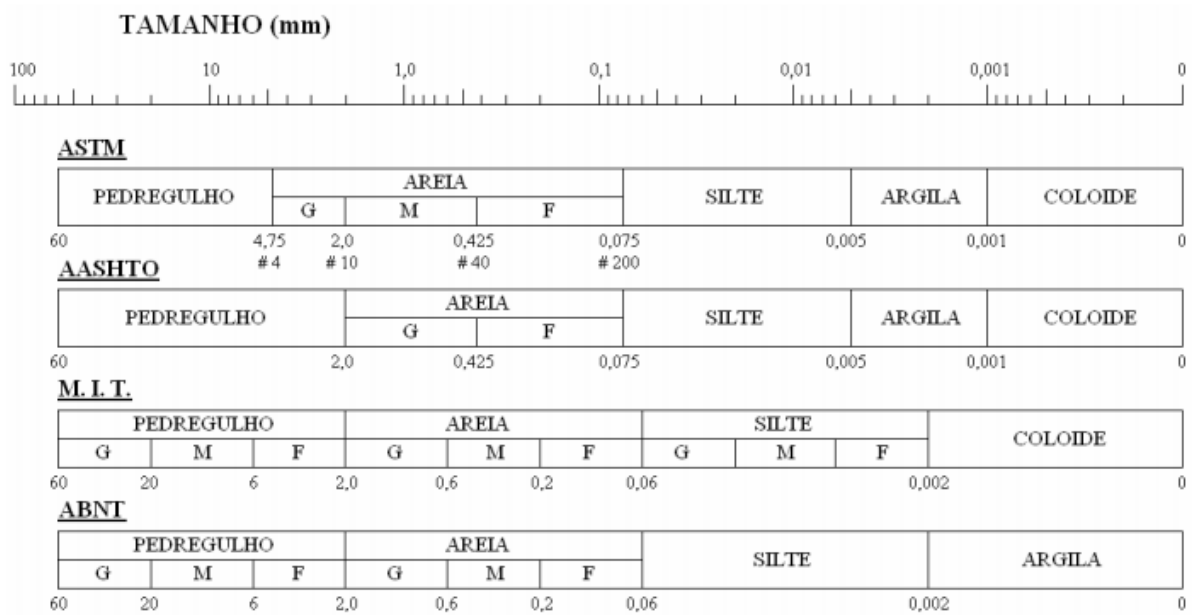 TAMANHO (mm)
100 10 1,0 0,1 0,01 0,001 0
ASTM
PEDREGULHO AREIA SILTE ARGILA COLOIDE
G M F
60 4,75 2,0 0,425 0,075 0,005 0,001 0
# 4 # 10 # 40 # 200
AASHTO
PEDREGULHO AREIA SILTE ARGILA COLOIDE
G F
60 2,0 0,425 0,075 0,005 0,001 0
M. I. T.
PEDREGULHO AREIA SILTE COLOIDE
G M F G M F G M F
60 20 6 2,0 0,6 0,2 0,06 0,002 0
ABNT
PEDREGULHO AREIA SILTE ARGILA
G M F G M F
60 20 6 2,0 0,6 0,2 0,06 0,002 0